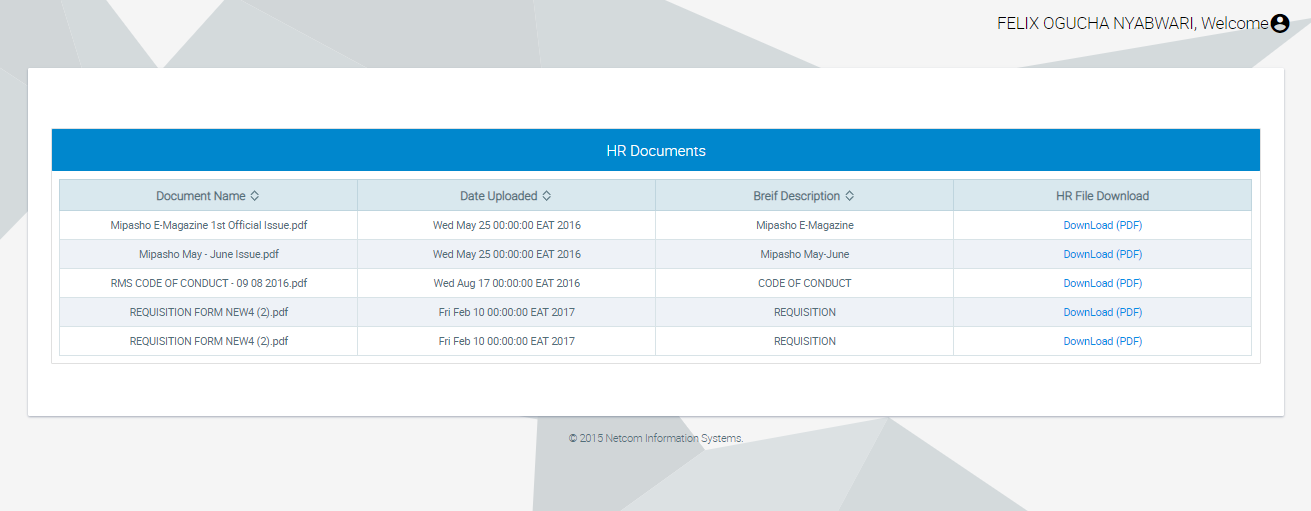 FELIX OGUCHA NYABWARI, Welcome
HR Documents
Document Name Date Uploaded Breif Description HR File Download
Mipasho E-Magazine 1st Official Issue.pdf Wed May 25 00:00:00 EAT 2016 Mipasho E-Magazine DownLoad (PDF)
Mipasho May - June Issue.pdf Wed May 25 00:00:00 EAT 2016 Mipasho May-June DownLoad (PDF)
RMS CODE OF CONDUCT - 09 08 2016.pdf Wed Aug 17 00:00:00 EAT 2016 CODE OF CONDUCT DownLoad (PDF)
REQUISITION FORM NEW4 (2).pdf Fri Feb 10 00:00:00 EAT 2017 REQUISITION DownLoad (PDF)
REQUISITION FORM NEW4 (2).pdf Fri Feb 10 00:00:00 EAT 2017 REQUISITION DownLoad (PDF)
© 2015 Netcom Information Systems.